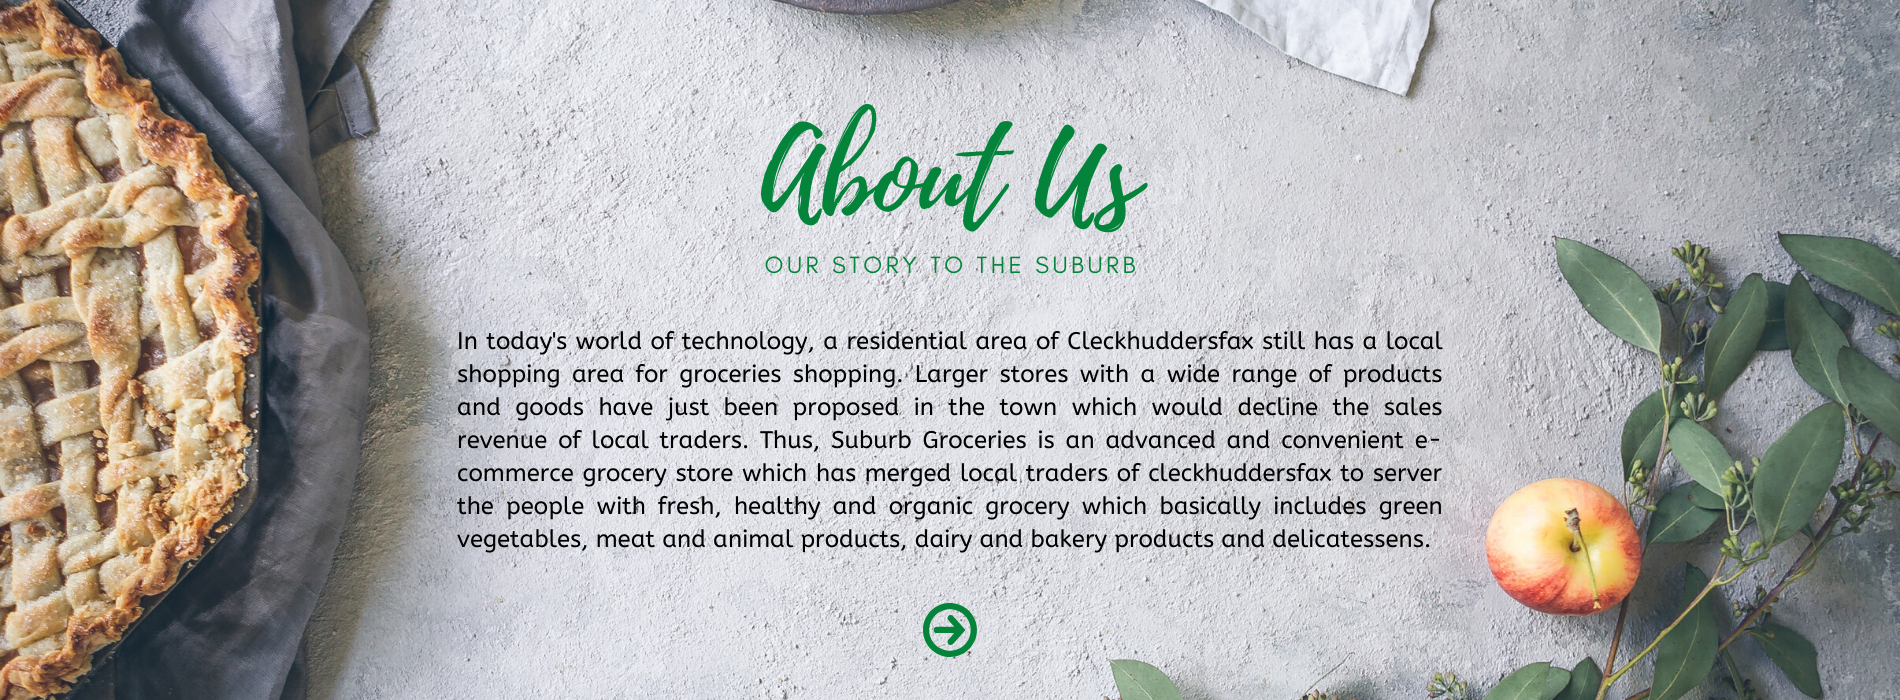 About Us
OUR STORY TO THE SUBURB
In today's world of technology, a residential area of Cleckhuddersfax still has a local
shopping area for groceries shopping. Larger stores with a wide range of products
and goods have just been proposed in the town which would decline the sales
revenue of local traders. Thus, Suburb Groceries is an advanced and convenient e-
commerce grocery store which has merged local traders of cleckhuddersfax to server
the people with fresh, healthy and organic grocery which basically includes green
vegetables, meat and animal products, dairy and bakery products and delicatessens.